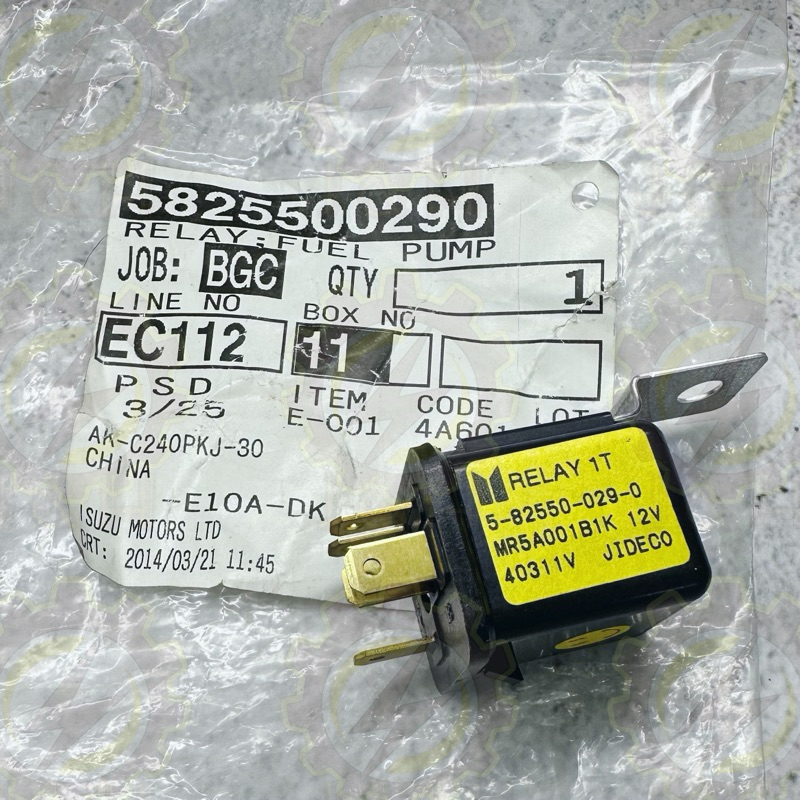 5825500290
RELAY; FUEL PUMP
JOB: BGC QTY 1
LINE NO BOX NO
EC112 11
PSD ITEM CODE LOT
3/25 E-001 4A601
AK-C240PKJ-30
CHINA
-E10A-DK
ISUZU MOTORS LTD
CRT: 2014/03/21 11:45
RELAY 1T
5-82550-029-0
MR5A001B1K 12V
40311V JIDECO